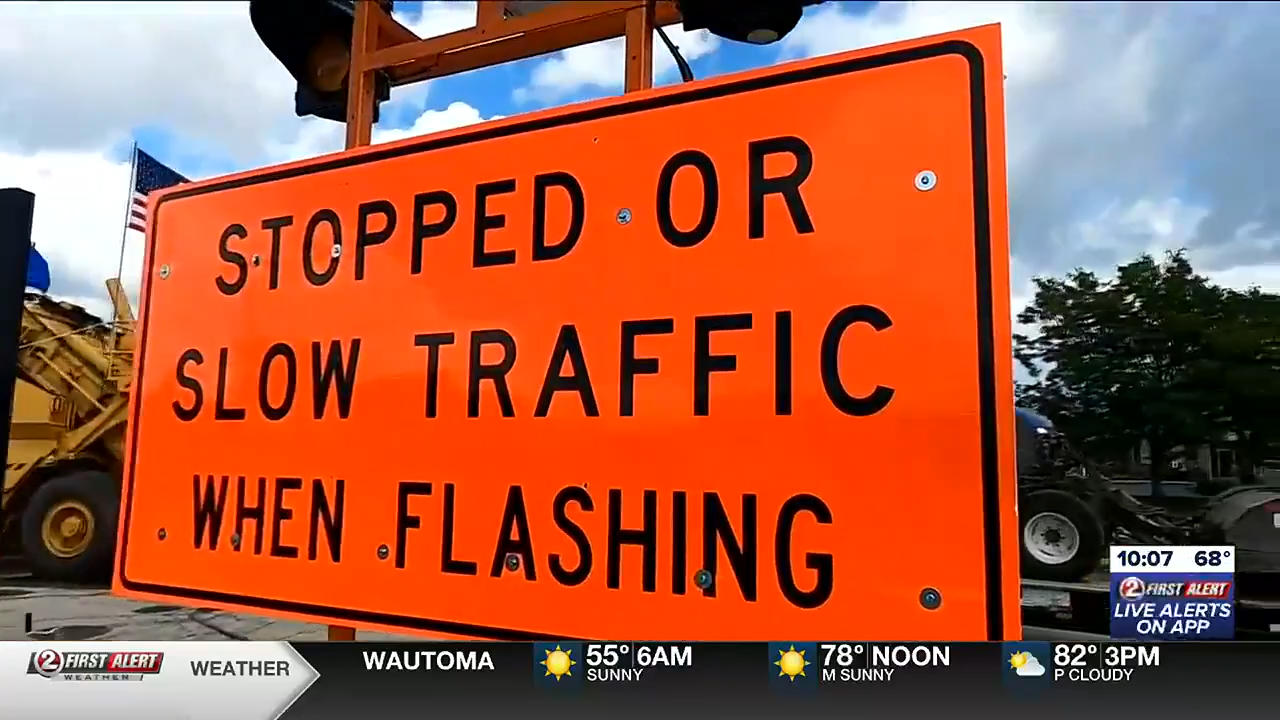 STOPPED OR
SLOW TRAFFIC
WHEN FLASHING
10:07 68°
2 FIRST ALERT
LIVE ALERTS
ON APP
2 FIRST ALERT
WEATHER
WEATHER
WAUTOMA
55° 6AM
SUNNY
78° NOON
M SUNNY
82° 3PM
P CLOUDY